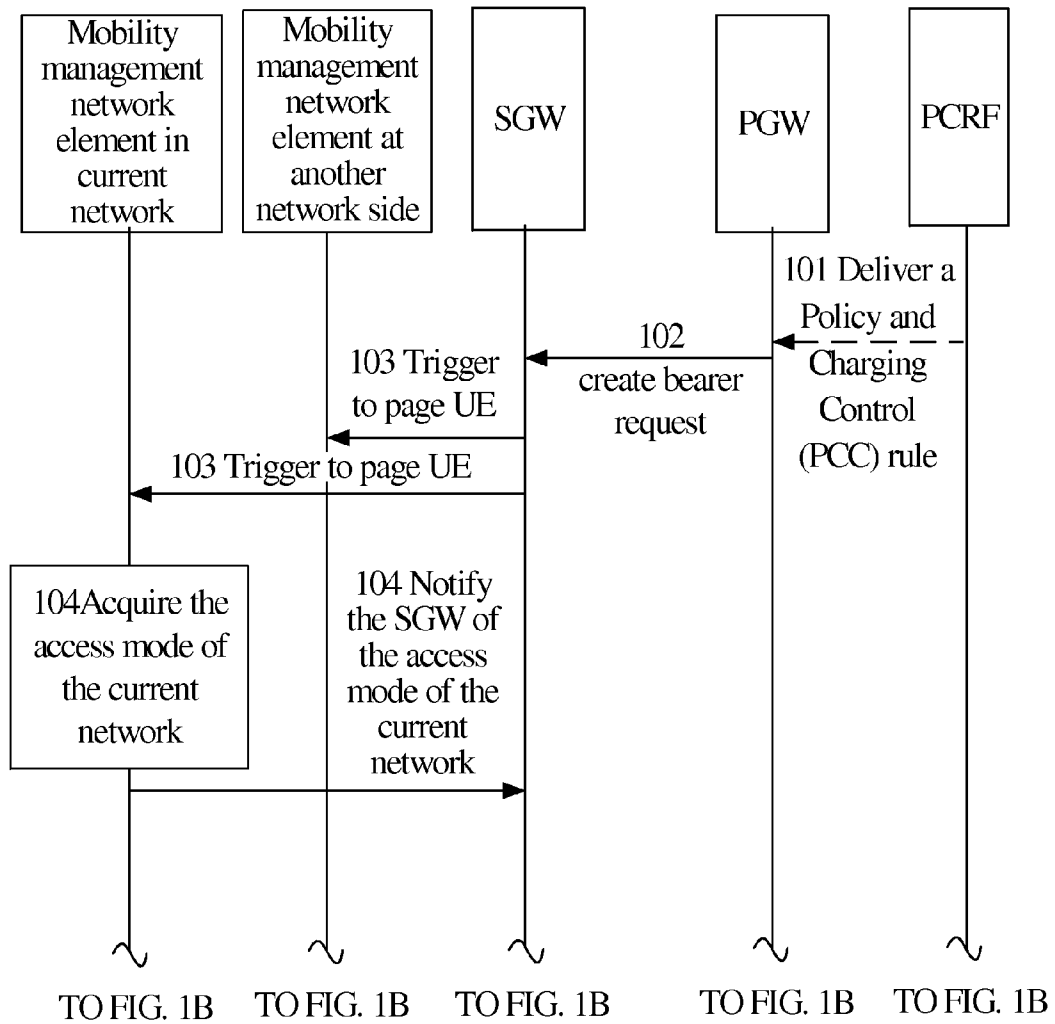 Mobility
management
network
element in
current
network
Mobility
management
network
element at
another
network side
SGW
PGW
PCRF
101 Deliver a
Policy and
Charging
Control
(PCC) rule
102
create bearer
request
103 Trigger
to page UE
103 Trigger to page UE
104Acquire the
access mode of
the current
network
104 Notify
the SGW of
the access
mode of the
current
network
TO FIG. 1B
TO FIG. 1B
TO FIG. 1B
TO FIG. 1B
TO FIG. 1B